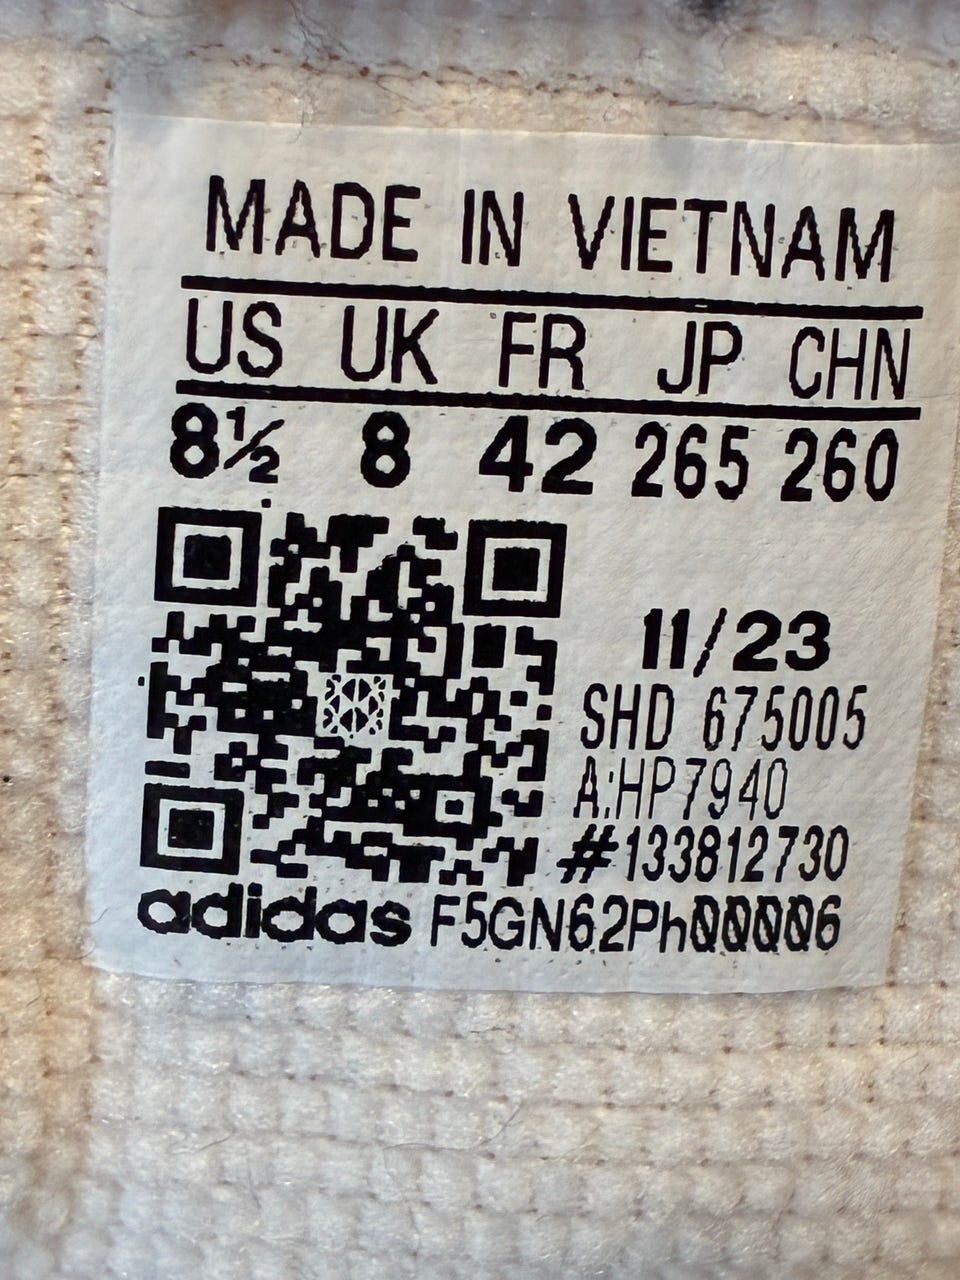 MADE IN VIETNAM
US UK FR JP CHN
8½ 8 42 265 260
11/23
SHD 675005
A:HP7940
#133812730
adidas F5GN62Ph00006